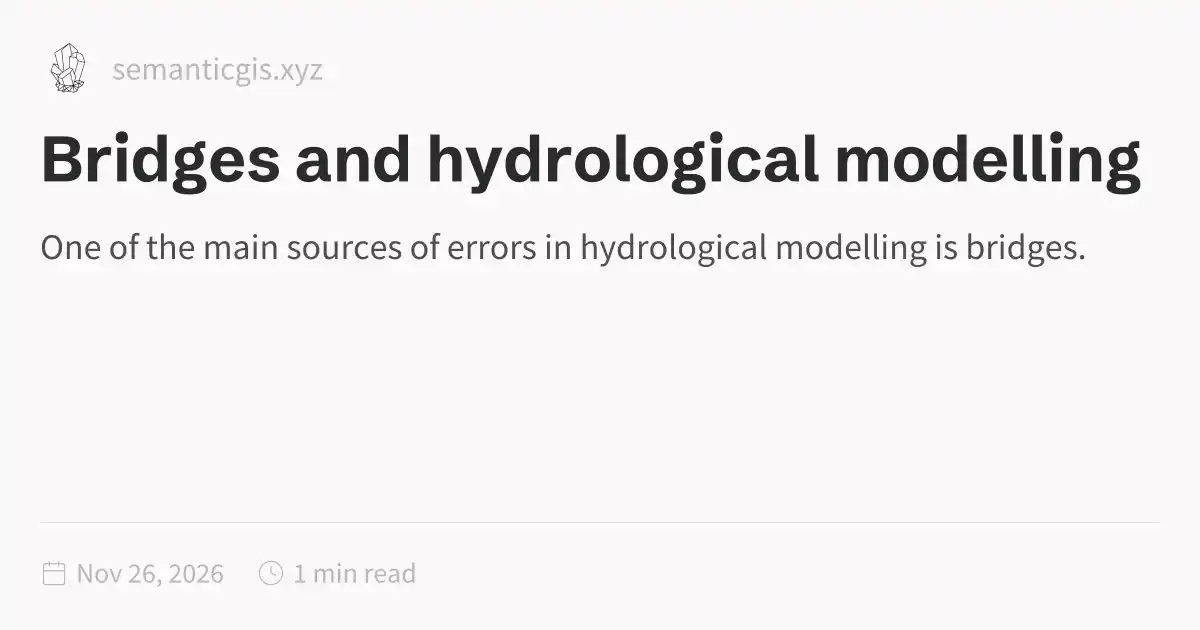 semanticgis.xyz
Bridges and hydrological modelling
One of the main sources of errors in hydrological modelling is bridges.
Nov 26, 2026 1 min read